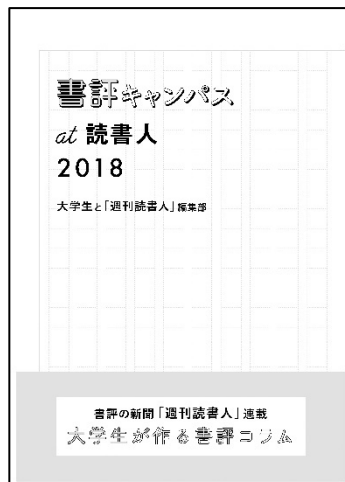 書評キャンパス
at 読書人
2018
大学生と「週刊読書人」編集部
書評の新聞「週刊読書人」連載
大学生が作る書評コラム